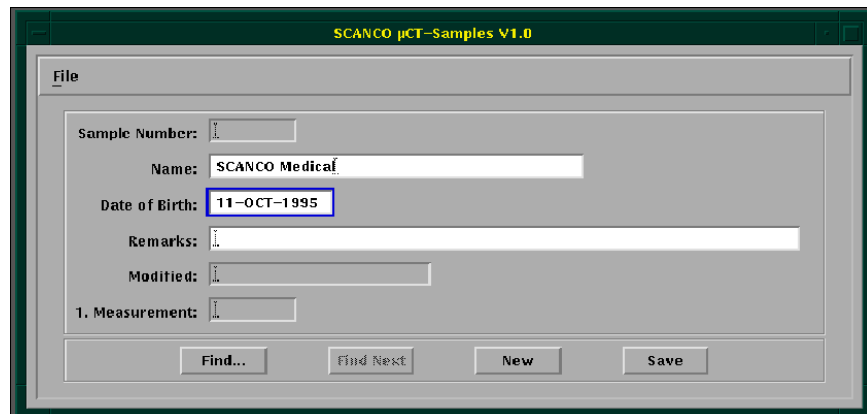 SCANCO µCT-Samples V1.0
File
Sample Number:
Name: SCANCO Medical
Date of Birth: 11-OCT-1995
Remarks:
Modified:
1. Measurement:
Find... Find Next New Save